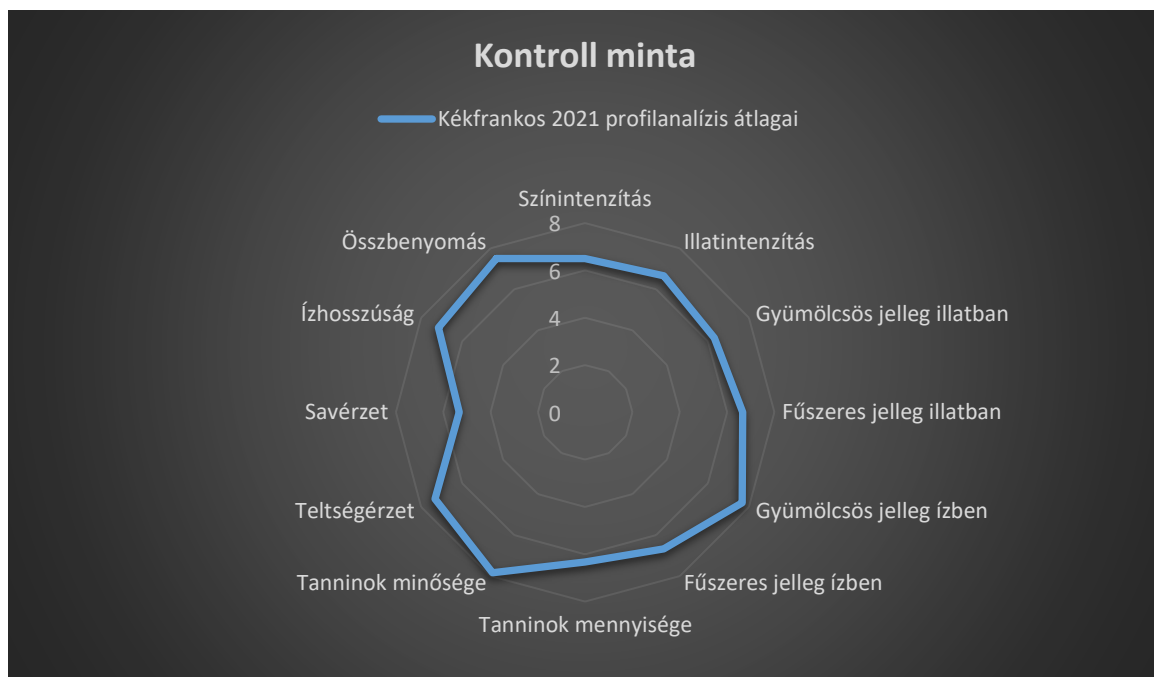 Kontroll minta
Kékfrankos 2021 profilanalízis átlagai
Színintenzítás
Illatintenzítás
Gyümölcsös jelleg illatban
Fűszeres jelleg illatban
Gyümölcsös jelleg ízben
Fűszeres jelleg ízben
Tanninok mennyisége
Tanninok minősége
Teltségérzet
Savérzet
Ízhosszúság
Összbenyomás
8
6
4
2
0